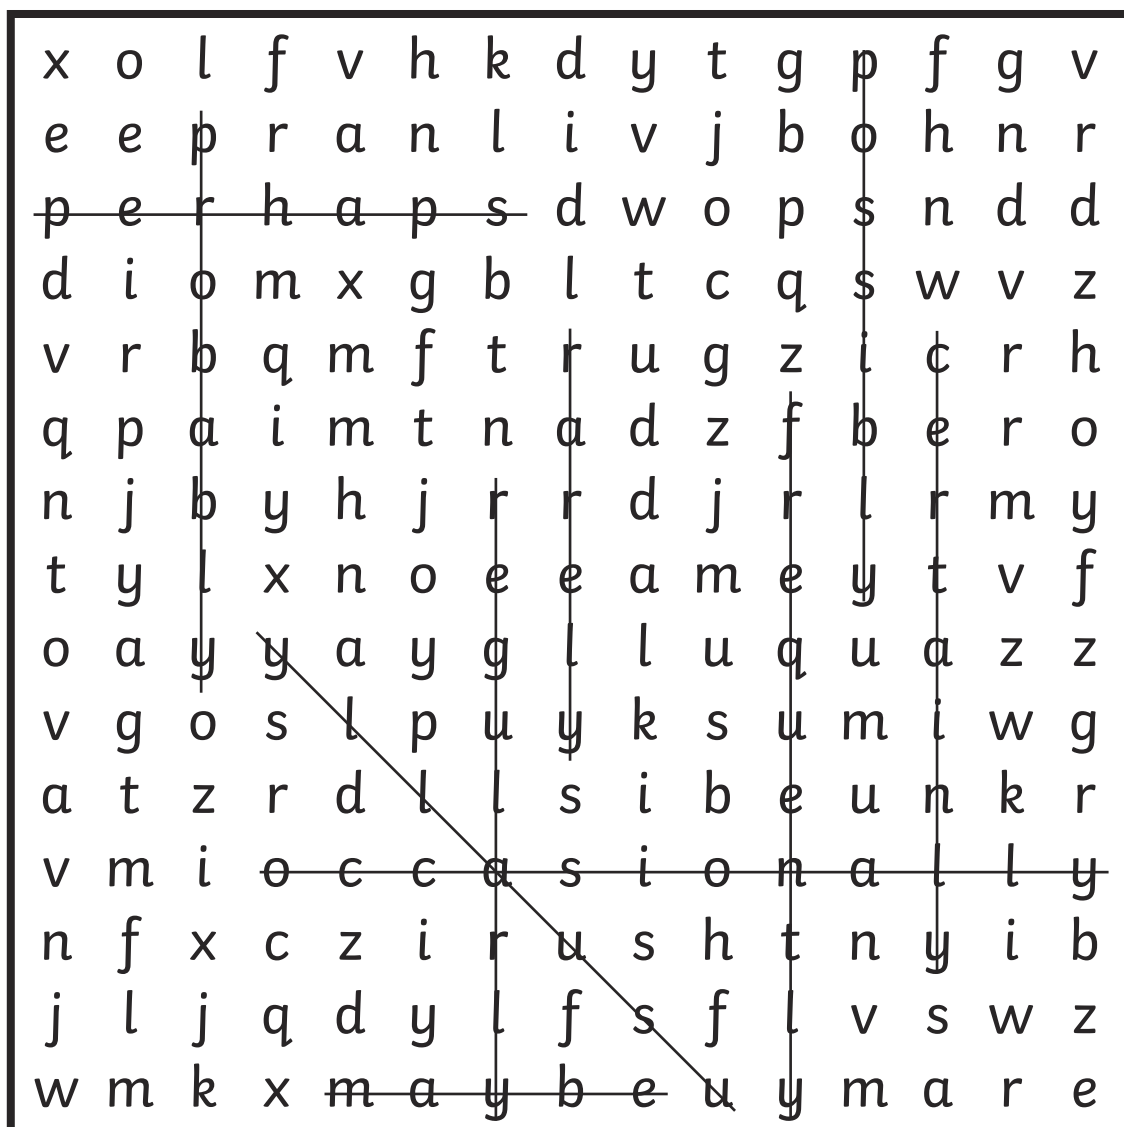 x o l f v h k d y t g p f g v
e e p r a n l i v j b o h n r
p e r h a p s d w o p s n d d
d i o m x g b l t c q s w v z
v r b q m f t r u g z i c r h
q p a i m t n a d z f b e r o
n j b y h j r r d j r l r m y
t y l x n o e e a m e y t v f
o a y y a y g l l u q u a z z
v g o s l p u y k s u m i w g
a t z r d l l s i b e u n k r
v m i o c c a s i o n a l l y
n f x c z i r u s h t n y i b
j l j q d y l f s f l v s w z
w m k x m a y b e u y m a r e